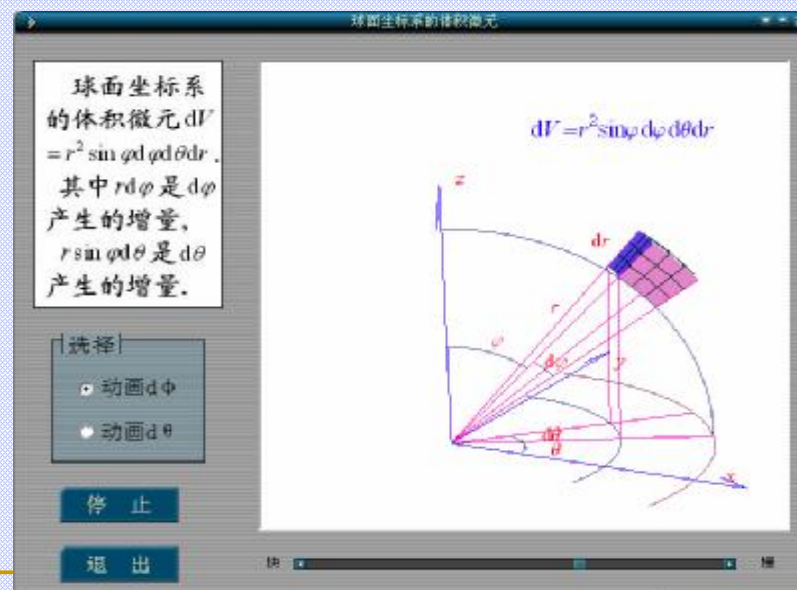 球面坐标系的体积微元
球面坐标系
的体积微元dV
=r² sin φdφdθdr.
其中rdφ是dφ
产生的增量,
r sin φdθ是dθ
产生的增量.
选择
动画dΦ
动画dθ
停 止
退 出
dV=r²sinφdφdθdr
z
dr
r
φ
dφ
y
dθ
θ
x
快
慢